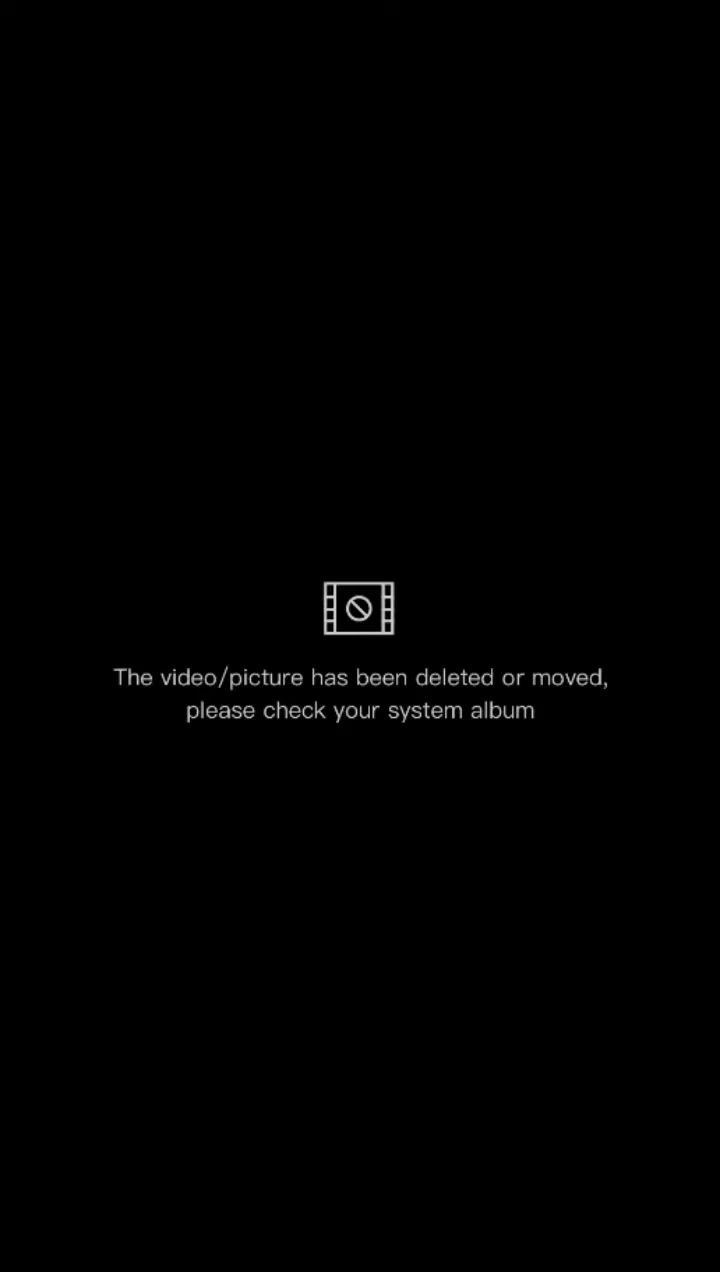 The video/picture has been deleted or moved,
please check your system album